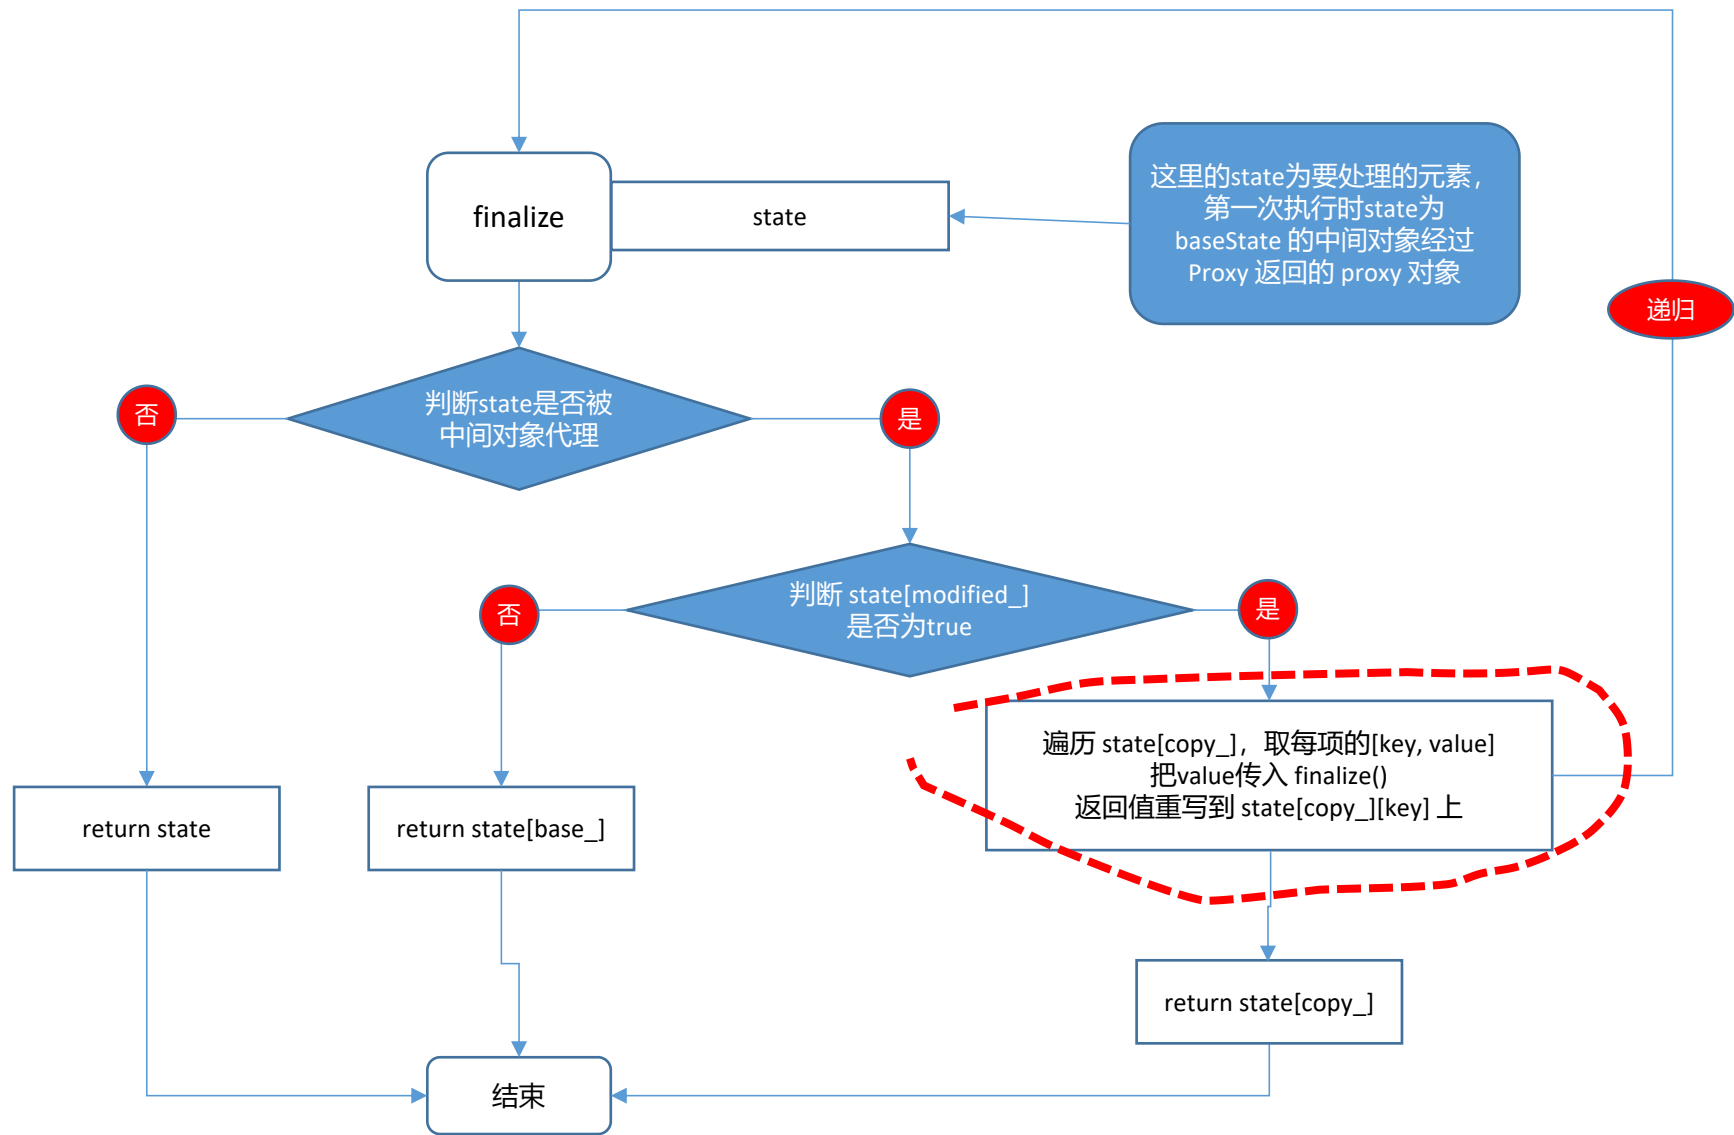 finalize
state
这里的state为要处理的元素，
第一次执行时state为
baseState 的中间对象经过
Proxy 返回的 proxy 对象
递归
否
判断state是否被
中间对象代理
是
否
判断 state[modified_]
是否为true
是
遍历 state[copy_]，取每项的[key, value]
把value传入 finalize()
返回值重写到 state[copy_][key] 上
return state
return state[base_]
return state[copy_]
结束